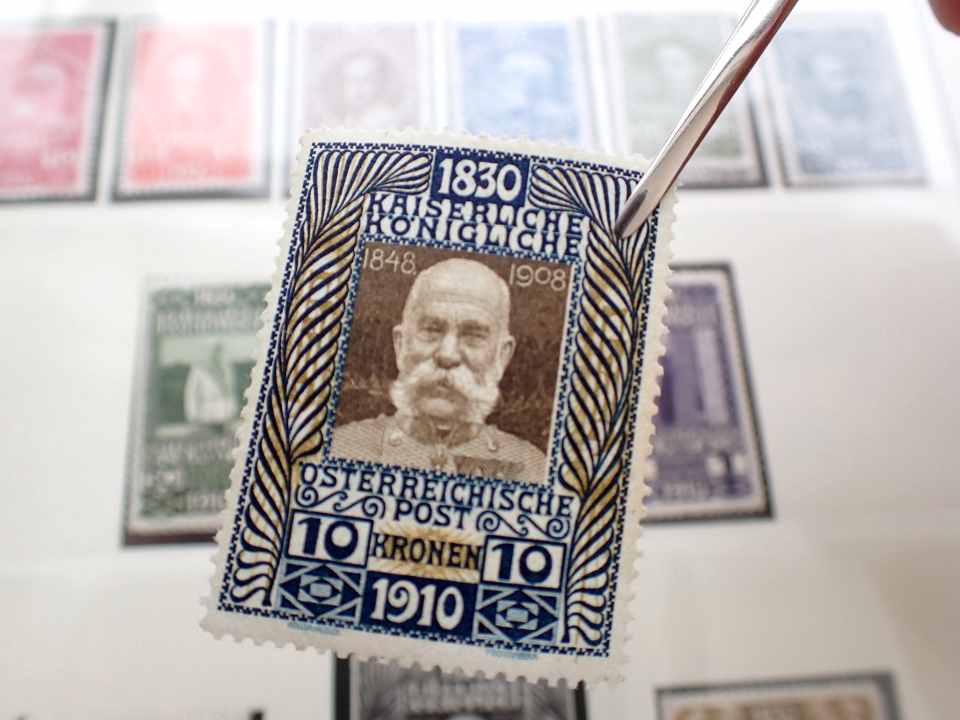 1830
KAISERLICHE
KÖNIGLICHE
1848 1908
ÖSTERREICHISCHE
POST
10 KRONEN 10
1910